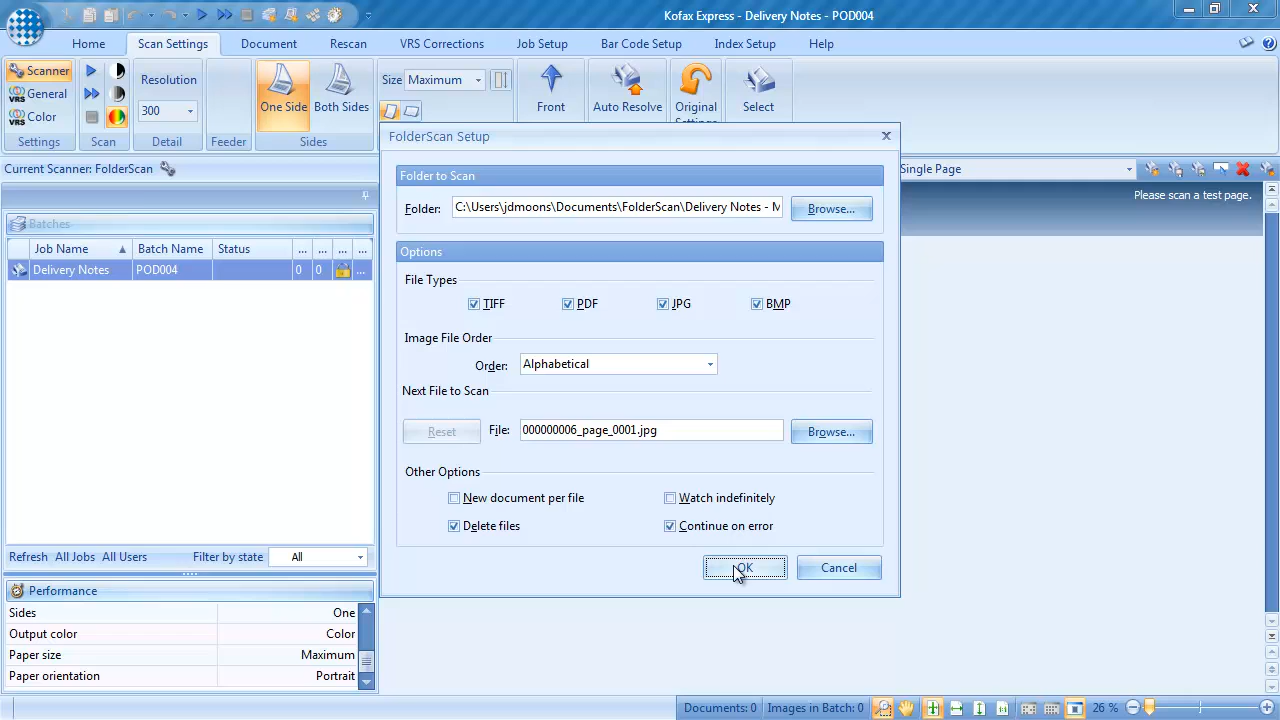 Kofax Express - Delivery Notes - POD004
Home Scan Settings Document Rescan VRS Corrections Job Setup Bar Code Setup Index Setup Help
Scanner
VRS General
VRS Color
Settings
Scan
Resolution
300
Detail
Feeder
One Side Both Sides
Sides
Size Maximum
Front
Auto Resolve
Original
Settings
Select
Current Scanner: FolderScan
Single Page
Please scan a test page.
Batches
Job Name Batch Name Status ... ... ... ...
Delivery Notes POD004 0 0 ...
Refresh All Jobs All Users Filter by state All
Performance
Sides One
Output color Color
Paper size Maximum
Paper orientation Portrait
FolderScan Setup
Folder to Scan
Folder: C:\Users\jdmoons\Documents\FolderScan\Delivery Notes - M Browse...
Options
File Types
TIFF PDF JPG BMP
Image File Order
Order: Alphabetical
Next File to Scan
Reset File: 000000006_page_0001.jpg Browse...
Other Options
New document per file Watch indefinitely
Delete files Continue on error
OK Cancel
Documents: 0 Images in Batch: 0 26 %